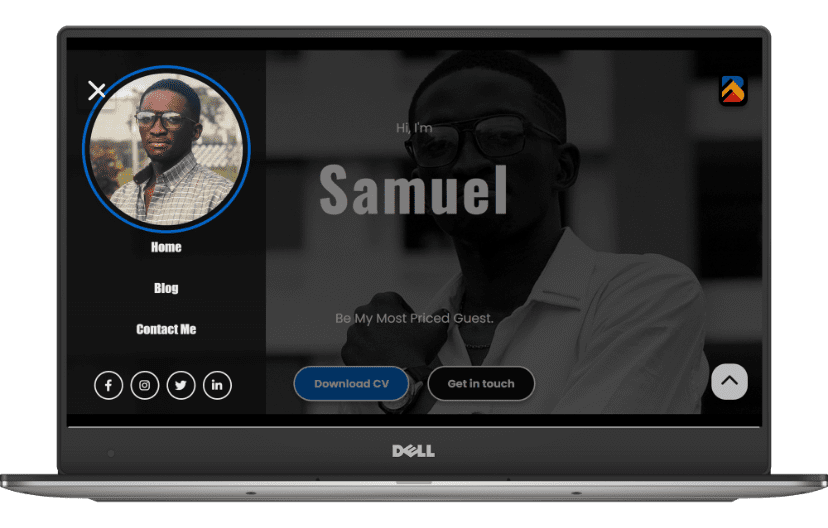 Home
Blog
Contact Me
Hi, I'm
Samuel
Be My Most Priced Guest.
Download CV
Get in touch
DELL